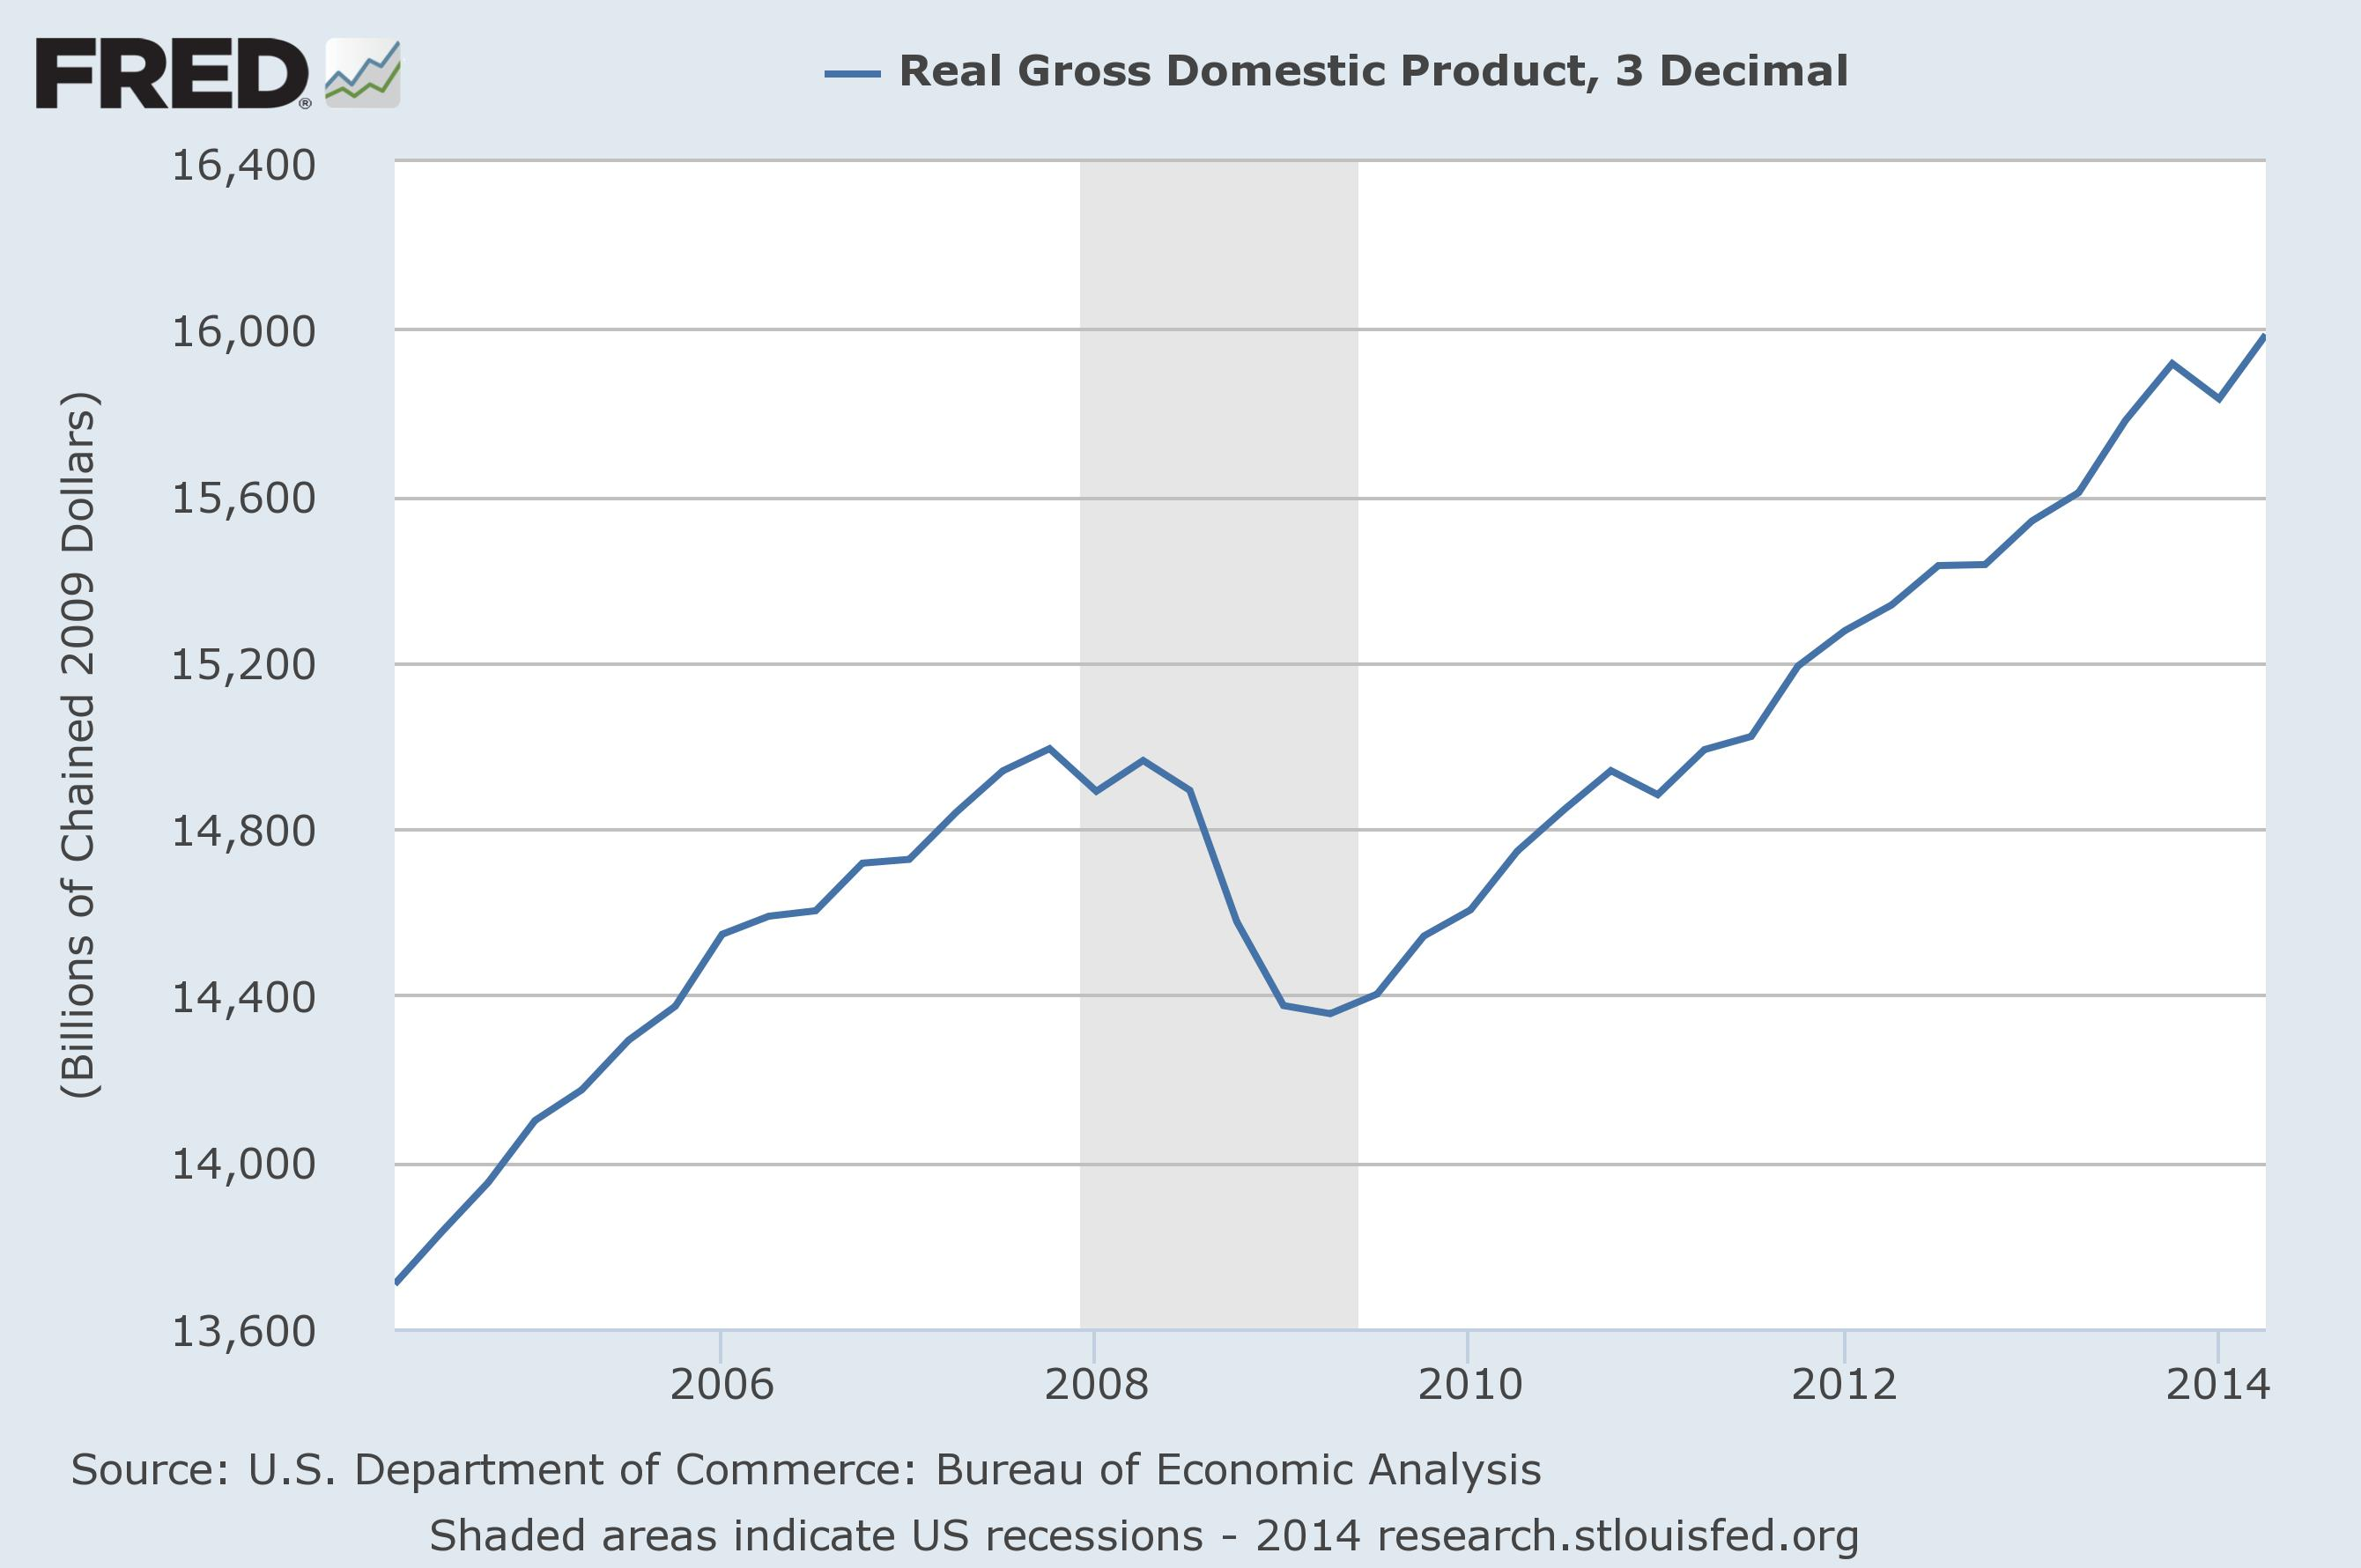 FRED®
Real Gross Domestic Product, 3 Decimal
16,400
16,000
15,600
15,200
14,800
14,400
14,000
13,600
(Billions of Chained 2009 Dollars)
2006 2008 2010 2012 2014
Source: U.S. Department of Commerce: Bureau of Economic Analysis
Shaded areas indicate US recessions - 2014 research.stlouisfed.org